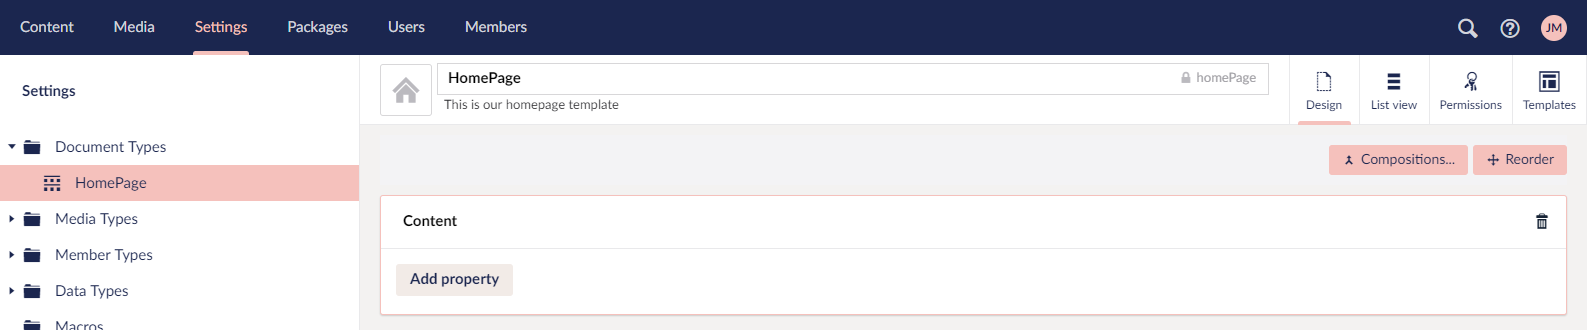 Content Media Settings Packages Users Members JM
Settings
HomePage homePage
This is our homepage template
Design List view Permissions Templates
Document Types
HomePage
Media Types
Member Types
Data Types
Macros
Compositions... Reorder
Content
Add property